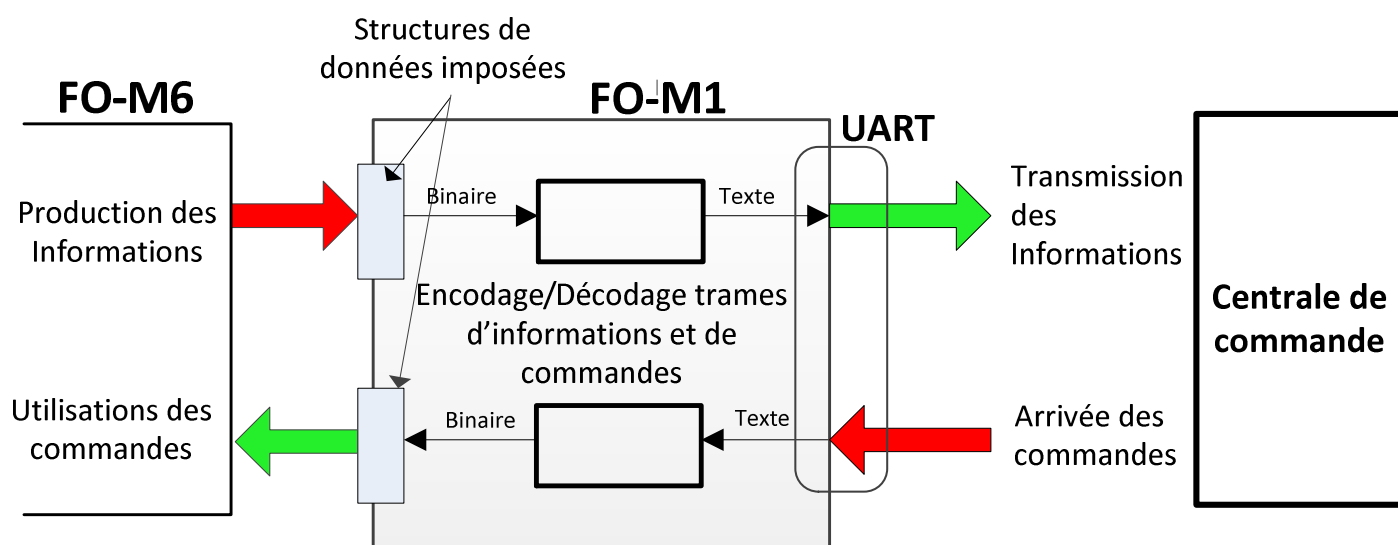 Structures de
données imposées
FO-M6
FO-M1
UART
Production des
Informations
Binaire
Texte
Transmission
des
Informations
Encodage/Décodage trames
d'informations et de
commandes
Centrale de
commande
Utilisations des
commandes
Binaire
Texte
Arrivée des
commandes